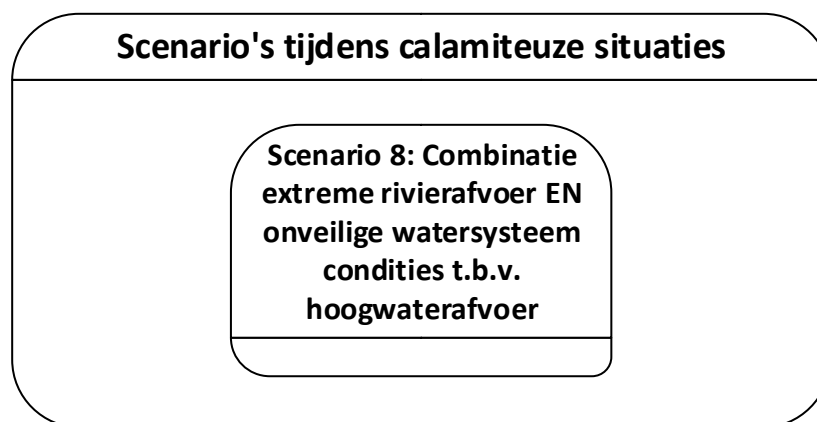 Scenario's tijdens calamiteuze situaties
Scenario 8: Combinatie
extreme rivierafvoer EN
onveilige watersysteem
condities t.b.v.
hoogwaterafvoer